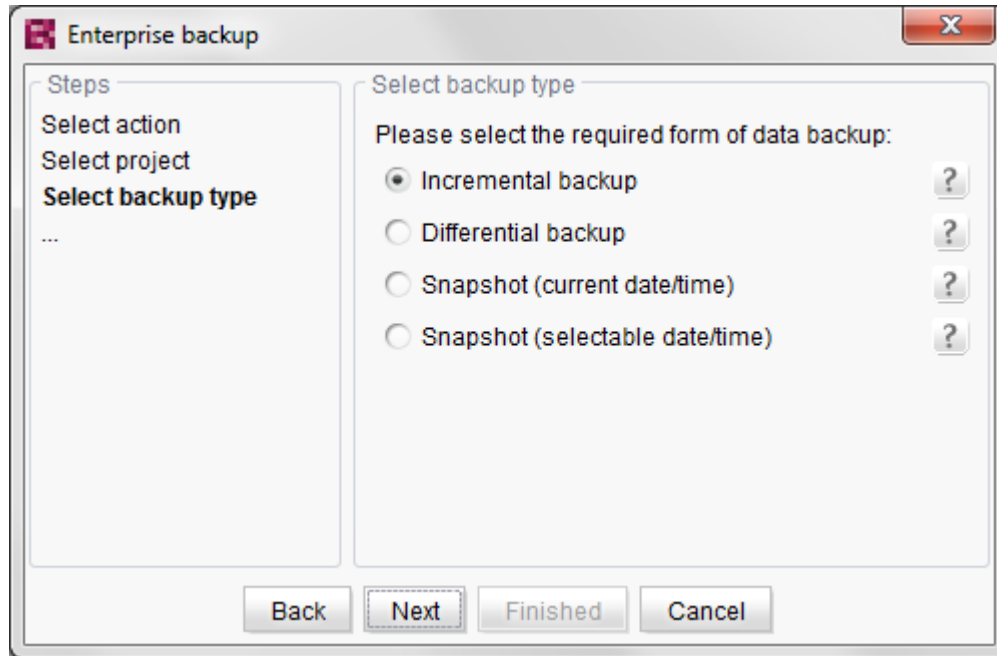 Enterprise backup
Steps
Select action
Select project
Select backup type
...
Select backup type
Please select the required form of data backup:
Incremental backup ?
Differential backup ?
Snapshot (current date/time) ?
Snapshot (selectable date/time) ?
Back Next Finished Cancel